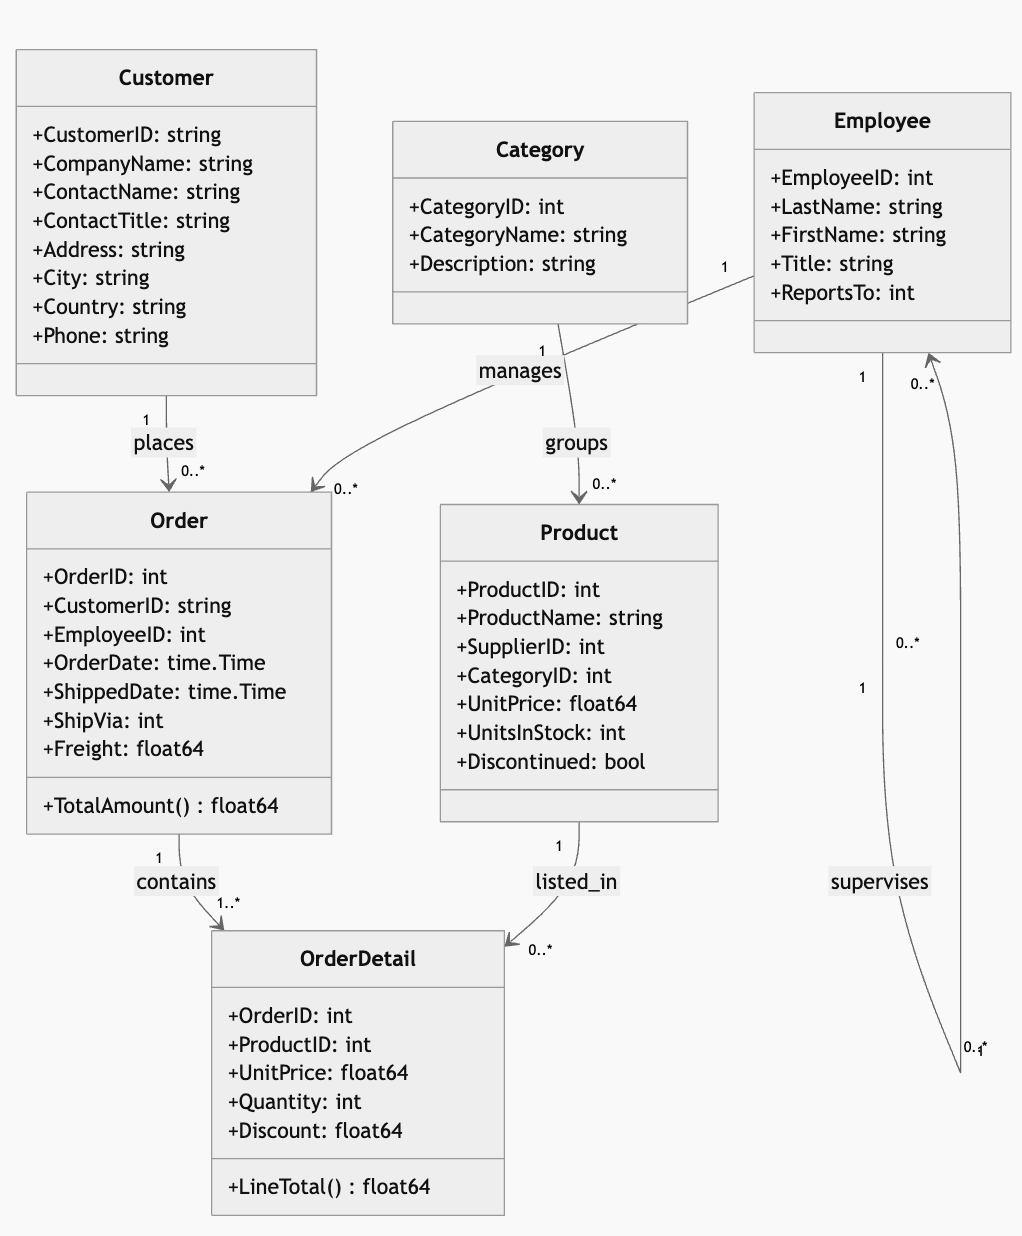 Customer
+CustomerID: string
+CompanyName: string
+ContactName: string
+ContactTitle: string
+Address: string
+City: string
+Country: string
+Phone: string
Category
+CategoryID: int
+CategoryName: string
+Description: string
Employee
+EmployeeID: int
+LastName: string
+FirstName: string
+Title: string
+ReportsTo: int
1
places
0..*
1
manages
0..*
1
groups
0..*
1
0..*
0..*
1
supervises
0..*
1
Order
+OrderID: int
+CustomerID: string
+EmployeeID: int
+OrderDate: time.Time
+ShippedDate: time.Time
+ShipVia: int
+Freight: float64
+TotalAmount() : float64
Product
+ProductID: int
+ProductName: string
+SupplierID: int
+CategoryID: int
+UnitPrice: float64
+UnitsInStock: int
+Discontinued: bool
1
contains
1..*
1
listed_in
0..*
OrderDetail
+OrderID: int
+ProductID: int
+UnitPrice: float64
+Quantity: int
+Discount: float64
+LineTotal() : float64